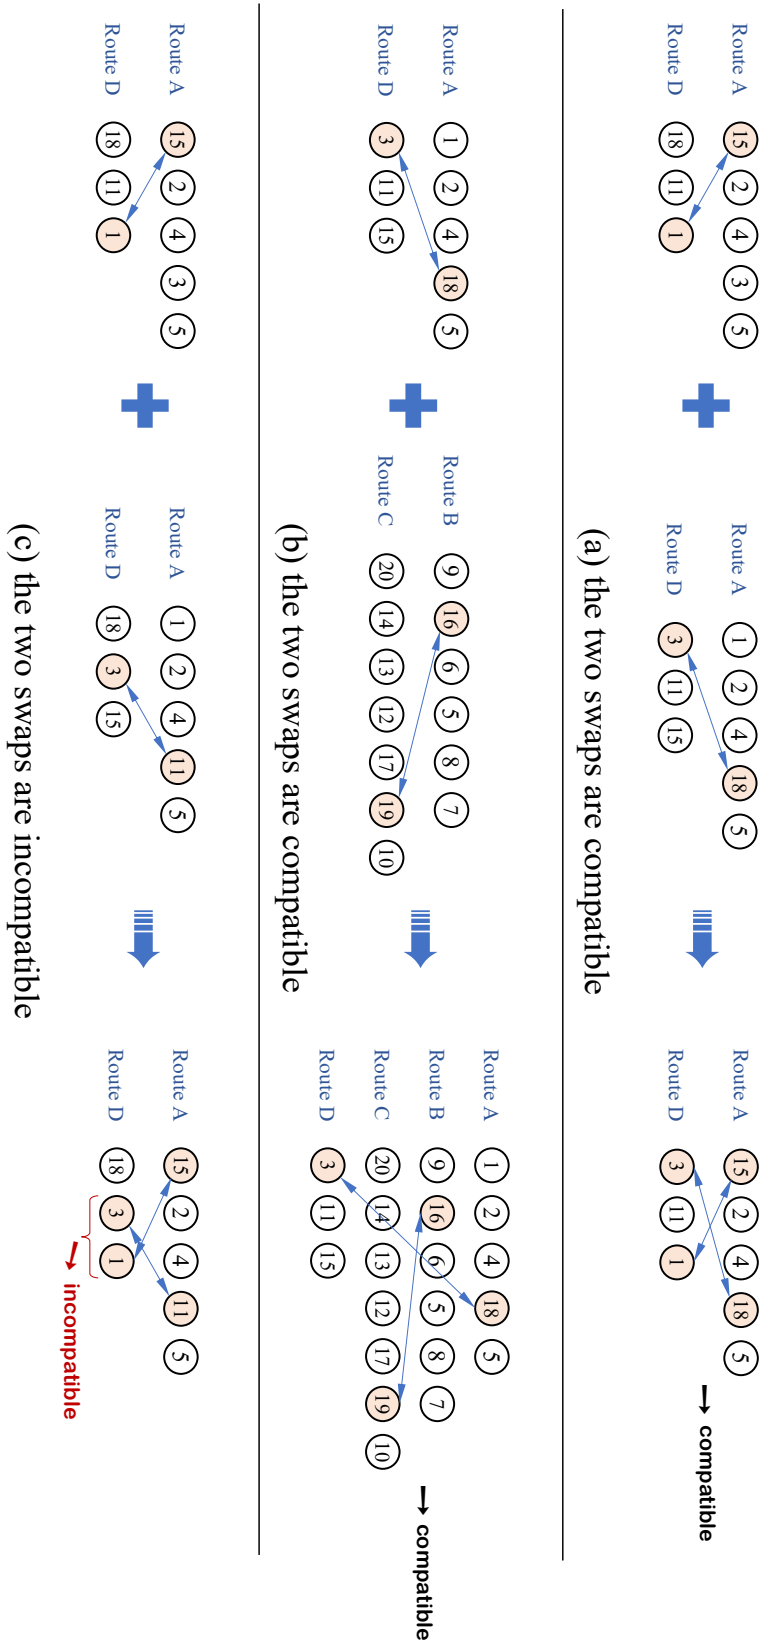 Route A 15 2 4 3 5
Route D 18 11 1
Route A 1 2 4 18 5
Route D 3 11 15
Route A 15 2 4 18 5
Route D 3 11 1
compatible
(a) the two swaps are compatible
Route A 1 2 4 18 5
Route D 3 11 15
Route B 9 16 6 5 8 7
Route C 20 14 13 12 17 19 10
Route A 1 2 4 18 5
Route B 9 16 6 5 8 7
Route C 20 14 13 12 17 19 10
Route D 3 11 15
compatible
(b) the two swaps are compatible
Route A 15 2 4 3 5
Route D 18 11 1
Route A 1 2 4 11 5
Route D 18 3 15
Route A 15 2 4 11 5
Route D 18 3 1
incompatible
(c) the two swaps are incompatible